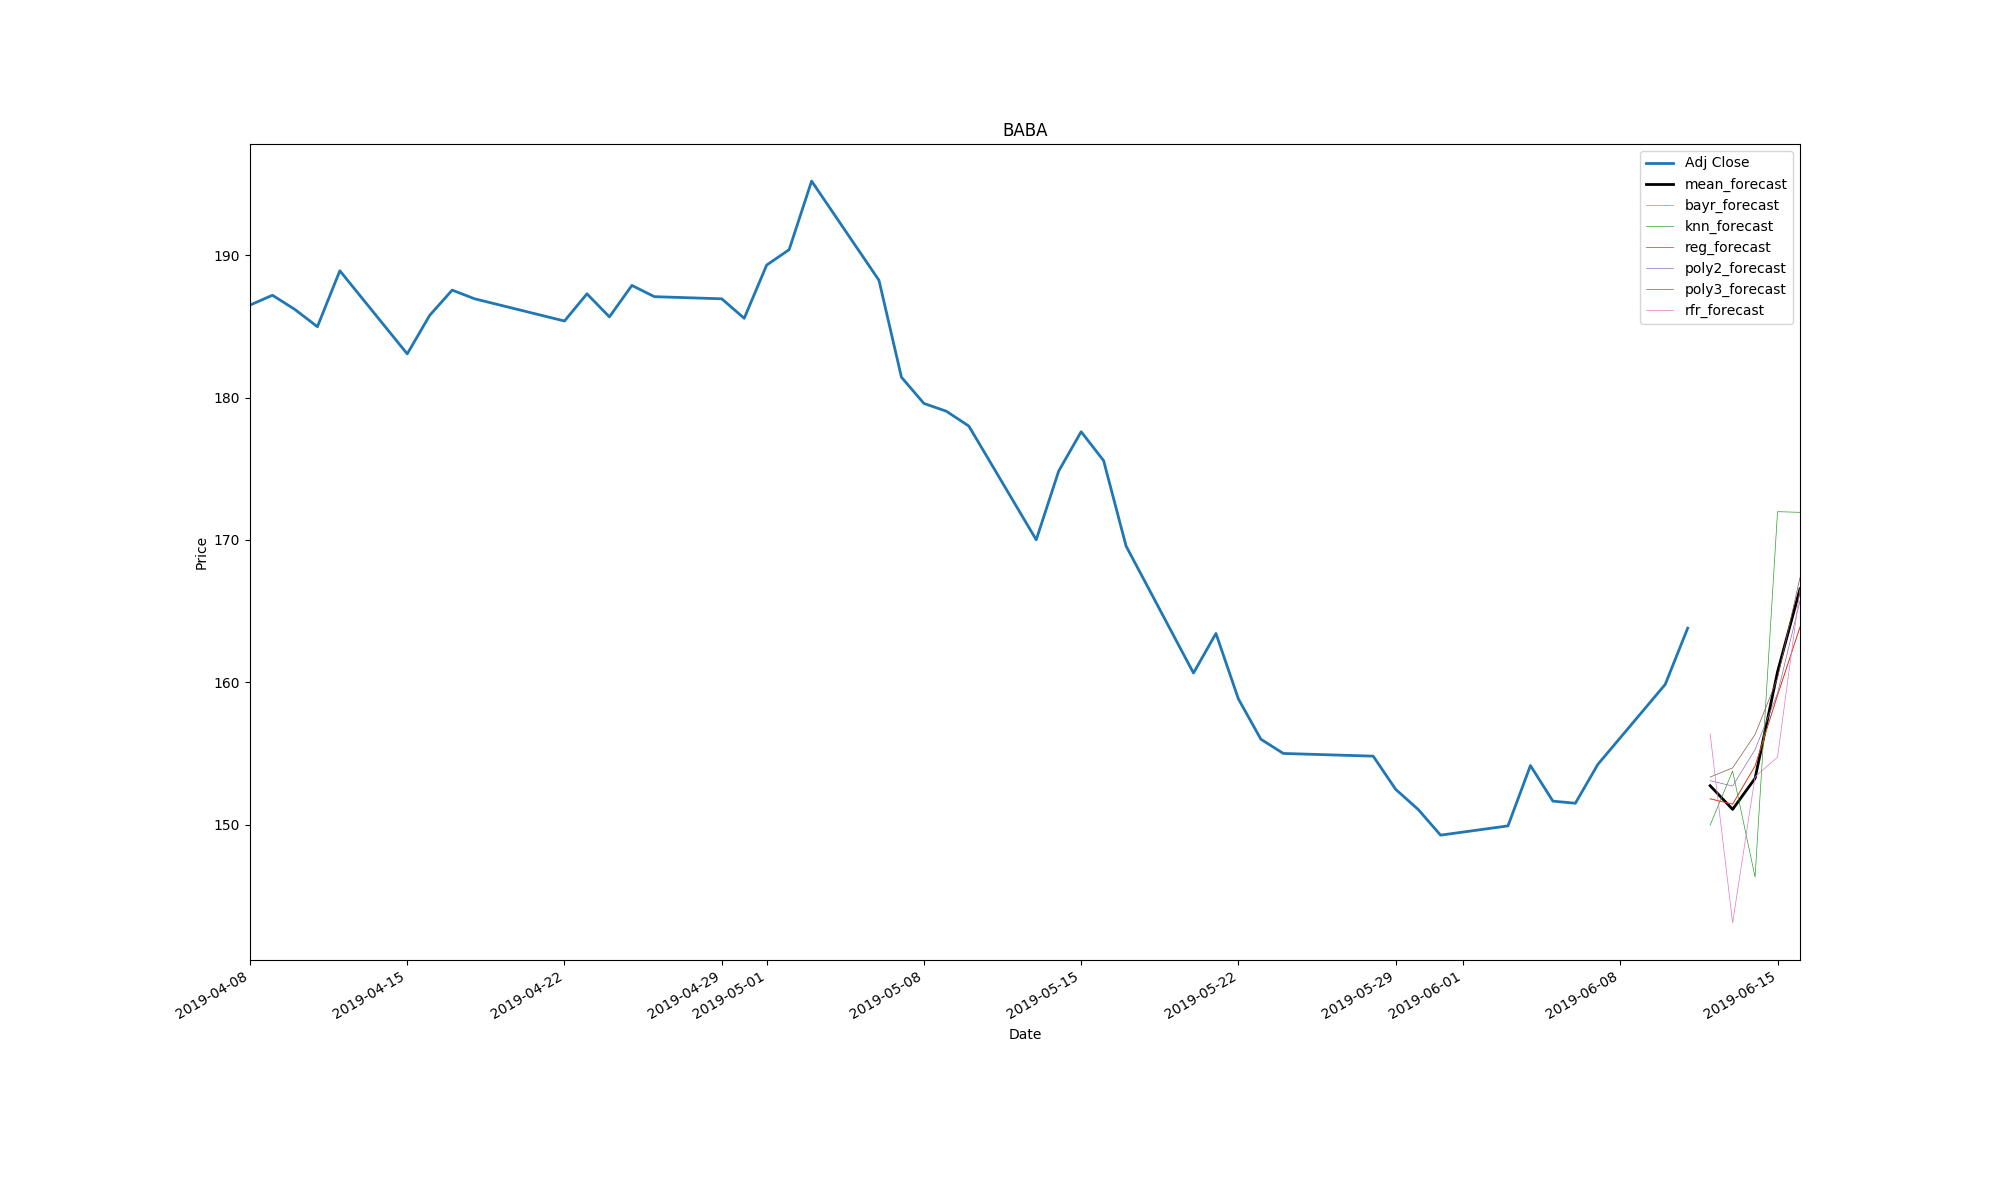 BABA
Adj Close
mean_forecast
bayr_forecast
knn_forecast
reg_forecast
poly2_forecast
poly3_forecast
rfr_forecast
190
180
170
160
150
Price
2019-04-08
2019-04-15
2019-04-22
2019-04-29
2019-05-01
2019-05-08
2019-05-15
2019-05-22
2019-05-29
2019-06-01
2019-06-08
2019-06-15
Date